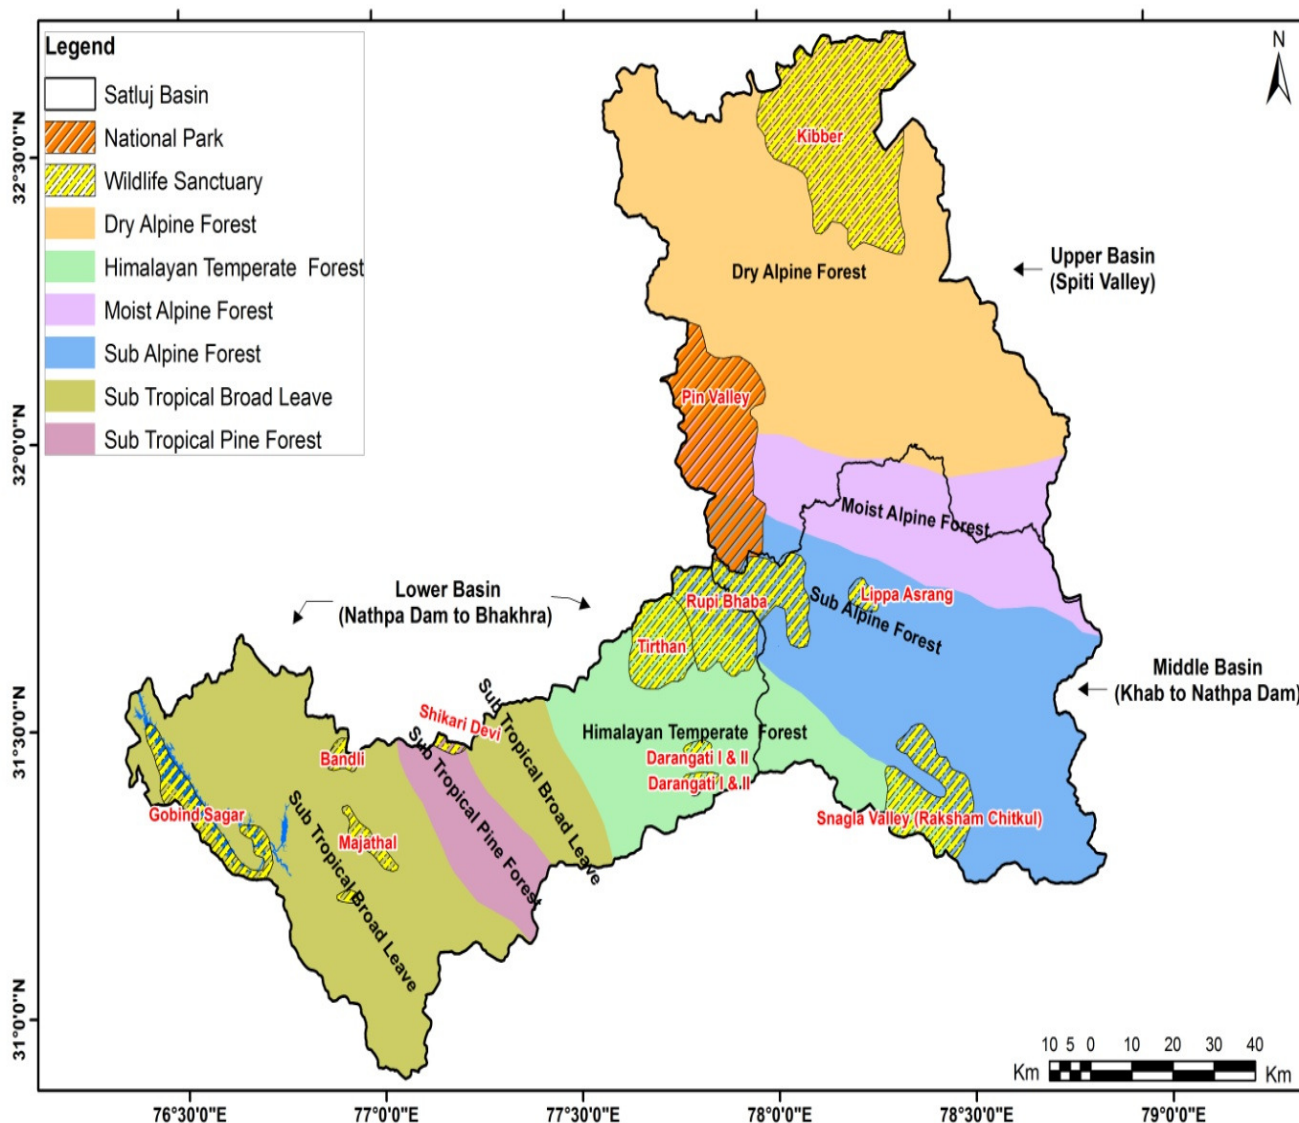 Legend
Satluj Basin
National Park
Wildlife Sanctuary
Dry Alpine Forest
Himalayan Temperate Forest
Moist Alpine Forest
Sub Alpine Forest
Sub Tropical Broad Leave
Sub Tropical Pine Forest
N
Kibber
Dry Alpine Forest
Upper Basin
(Spiti Valley)
Pin Valley
Moist Alpine Forest
Lower Basin
(Nathpa Dam to Bhakhra)
Rupi Bhaba
Lippa Asrang
Sub Alpine Forest
Tirthan
Middle Basin
(Khab to Nathpa Dam)
Shikari Devi
Sub Tropical Broad Leave
Himalayan Temperate Forest
Bandli
Sub Tropical Pine Forest
Darangati I & II
Darangati I & II
Gobind Sagar
Sub Tropical Broad Leave
Majathal
Snagla Valley (Raksham Chitkul)
10 5 0 10 20 30 40
Km
Km
32°30'0"N
32°0'0"N
31°30'0"N
31°0'0"N
76°30'0"E
77°0'0"E
77°30'0"E
78°0'0"E
78°30'0"E
79°0'0"E